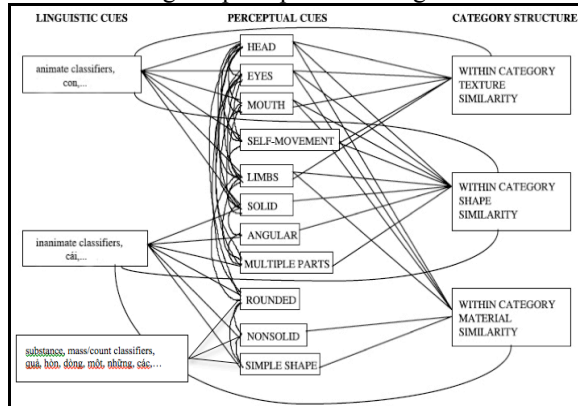 LINGUISTIC CUES PERCEPTUAL CUES CATEGORY STRUCTURE
HEAD
animate classifiers,
con,...
EYES
MOUTH
SELF-MOVEMENT
LIMBS
SOLID
ANGULAR
MULTIPLE PARTS
inanimate classifiers,
cái,...
ROUNDED
NONSOLID
SIMPLE SHAPE
substance, mass/count classifiers,
quả, hòn, dòng, một, những, các,...
WITHIN CATEGORY
TEXTURE
SIMILARITY
WITHIN CATEGORY
SHAPE
SIMILARITY
WITHIN CATEGORY
MATERIAL
SIMILARITY